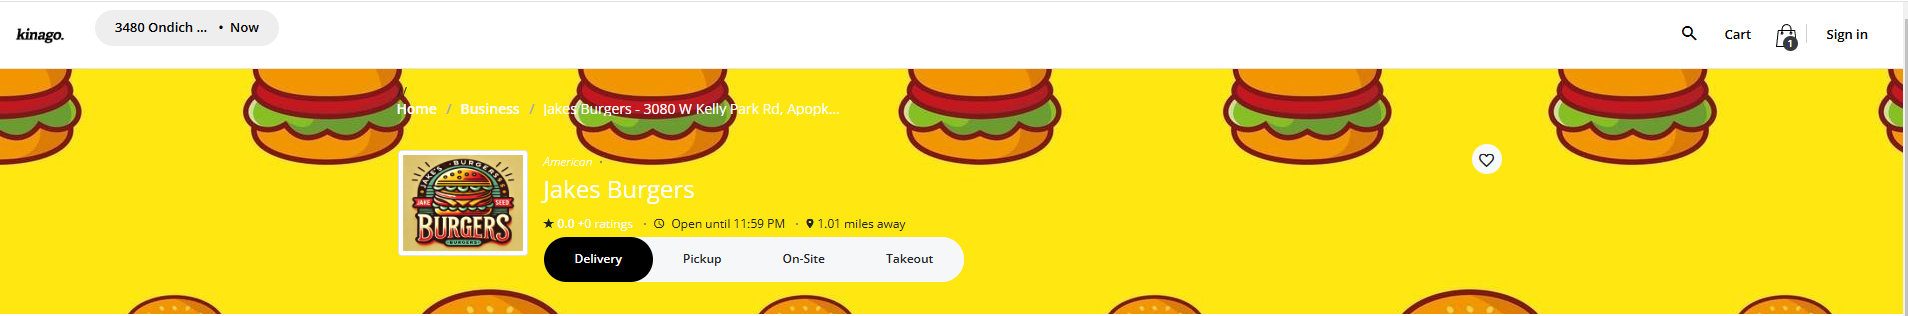 kinago.
3480 Ondich ... • Now
Cart
1
Sign in
/
Home / Business / Jakes Burgers - 3080 W Kelly Park Rd, Apopk...
JAKE'S BURGERS
JAKE SEED
BURGERS
BURGERS
American ·
Jakes Burgers
★ 0.0 +0 ratings · Open until 11:59 PM · 1.01 miles away
Delivery Pickup On-Site Takeout